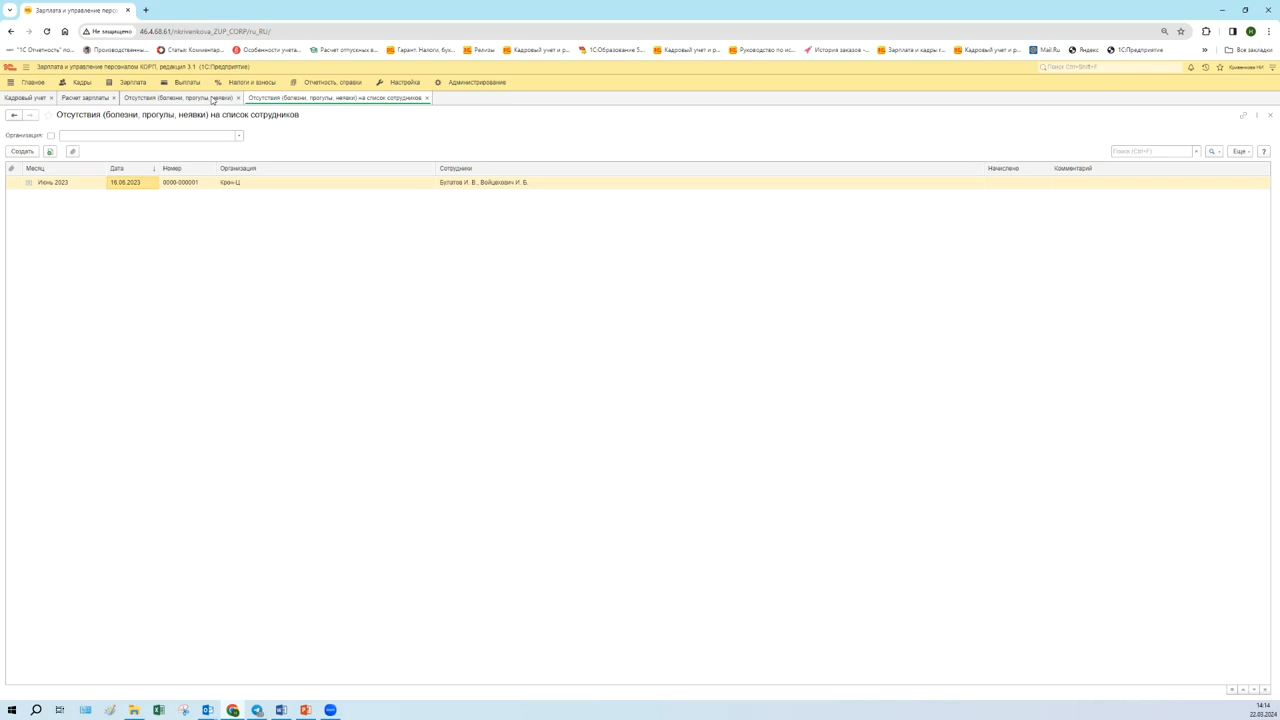 Зарплата и управление персо
Не защищено 46.4.68.61/nkrivenkova_ZUP_CORP/ru_RU/
"1С Отчетность" по... Производственны... Статьи: Комментар... Особенности учета... Расчет отпускных в... Гарант. Налоги, бух... Релизы Кадровый учет и р... 1С:Образование 5... Кадровый учет и р... Руководство по ис... История заказов –... Зарплата и кадры г... Кадровый учет и р... Mail.Ru Яндекс 1С:Предприятие » Все закладки
Зарплата и управление персоналом КОРП, редакция 3.1 (1С:Предприятие) Поиск Ctrl+Shift+F Кривенкова Н.И.
Главное Кадры Зарплата Выплаты Налоги и взносы Отчетность, справки Настройка Администрирование
Кадровый учет × Расчет зарплаты × Отсутствия (болезни, прогулы, неявки) × Отсутствия (болезни, прогулы, неявки) на список сотрудников ×
Отсутствия (болезни, прогулы, неявки) на список сотрудников
Организация:
Создать Поиск (Ctrl+F) Еще ?
Месяц Дата ↓ Номер Организация Сотрудники Начислено Комментарий
Июнь 2023 16.06.2023 0000-000001 Крон-Ц Булатов И. В., Войцехович И. Б.
14:14
22.03.2024